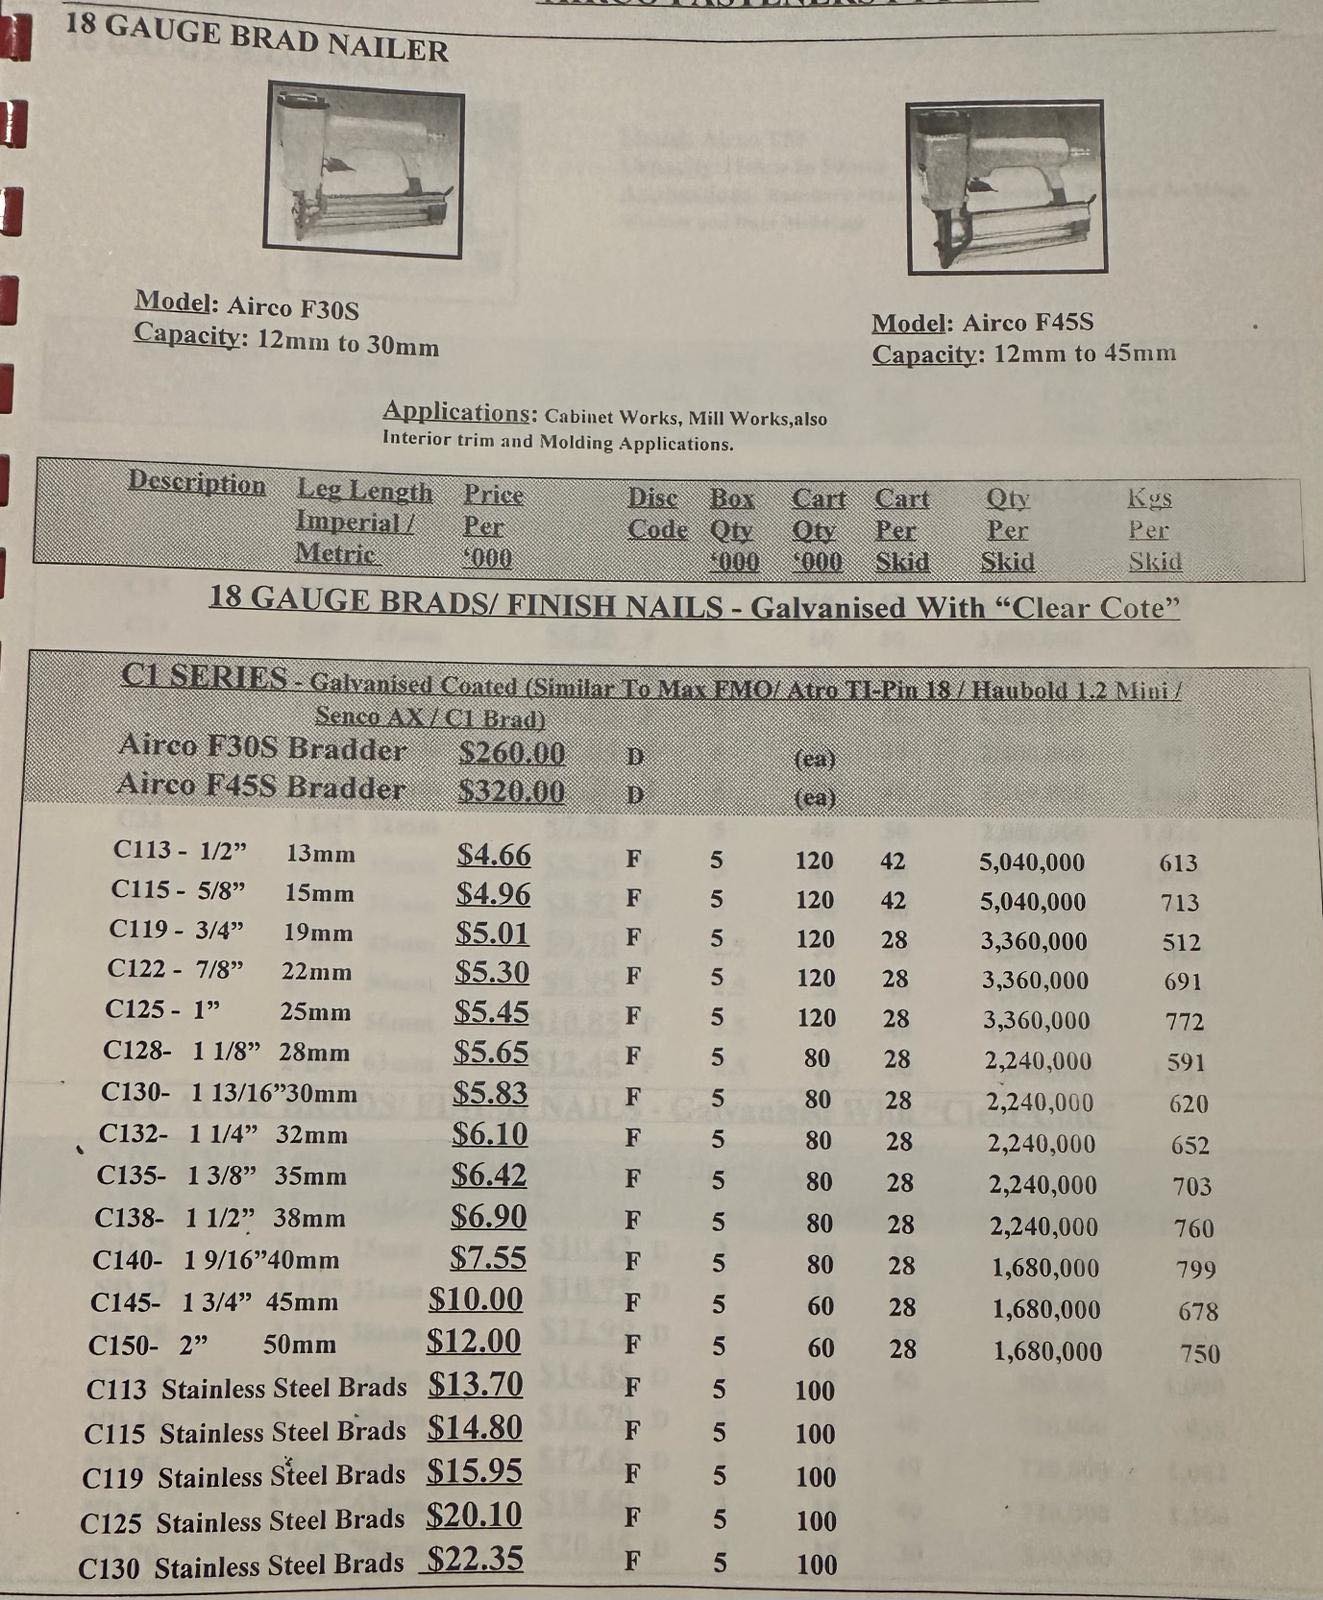 18 GAUGE BRAD NAILER
Model: Airco F30S
Capacity: 12mm to 30mm
Model: Airco F45S
Capacity: 12mm to 45mm
Applications: Cabinet Works, Mill Works,also
Interior trim and Molding Applications.
Description Leg Length Price Disc Box Cart Cart Qty Kgs
Imperial / Per Code Qty Qty Per Per Per
Metric '000 '000 '000 Skid Skid Skid
18 GAUGE BRADS/ FINISH NAILS - Galvanised With “Clear Cote”
C1 SERIES - Galvanised Coated (Similar To Max FMO/ Atro TI-Pin 18 / Haubold 1.2 Mini /
Senco AX / C1 Brad)
Airco F30S Bradder $260.00 D (ea)
Airco F45S Bradder $320.00 D (ea)
C113 - 1/2” 13mm $4.66 F 5 120 42 5,040,000 613
C115 - 5/8” 15mm $4.96 F 5 120 42 5,040,000 713
C119 - 3/4” 19mm $5.01 F 5 120 28 3,360,000 512
C122 - 7/8” 22mm $5.30 F 5 120 28 3,360,000 691
C125 - 1” 25mm $5.45 F 5 120 28 3,360,000 772
C128- 1 1/8” 28mm $5.65 F 5 80 28 2,240,000 591
C130- 1 13/16”30mm $5.83 F 5 80 28 2,240,000 620
C132- 1 1/4” 32mm $6.10 F 5 80 28 2,240,000 652
C135- 1 3/8” 35mm $6.42 F 5 80 28 2,240,000 703
C138- 1 1/2” 38mm $6.90 F 5 80 28 2,240,000 760
C140- 1 9/16”40mm $7.55 F 5 80 28 1,680,000 799
C145- 1 3/4” 45mm $10.00 F 5 60 28 1,680,000 678
C150- 2” 50mm $12.00 F 5 60 28 1,680,000 750
C113 Stainless Steel Brads $13.70 F 5 100
C115 Stainless Steel Brads $14.80 F 5 100
C119 Stainless Steel Brads $15.95 F 5 100
C125 Stainless Steel Brads $20.10 F 5 100
C130 Stainless Steel Brads $22.35 F 5 100